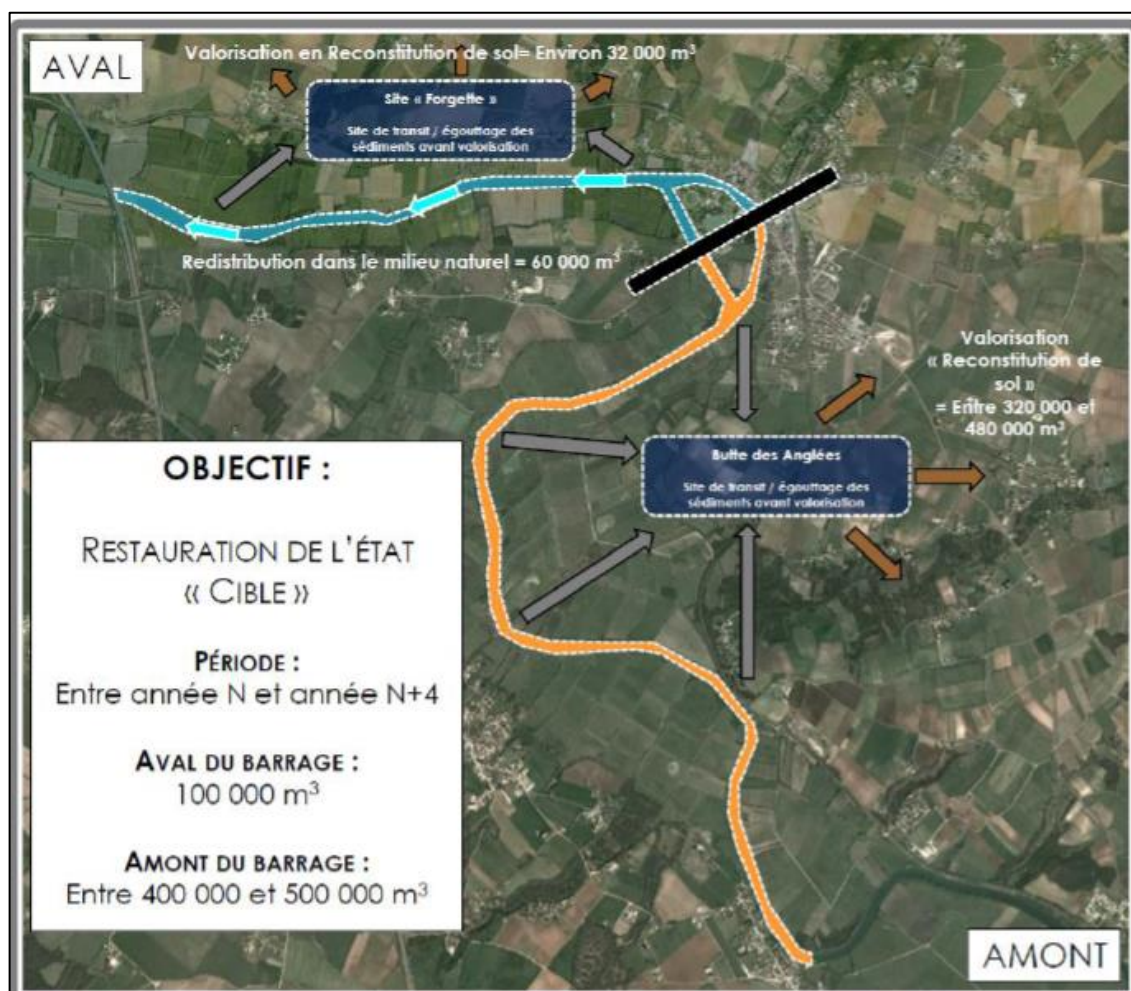 AVAL
Valorisation en Reconstitution de sol= Environ 32 000 m³
Site « Forgette »
Site de transit / égouttage des
sédiments avant valorisation
Redistribution dans le milieu naturel = 60 000 m³
Valorisation
« Reconstitution de
sol »
= Entre 320 000 et
480 000 m³
Butte des Anglées
Site de transit / égouttage des
sédiments avant valorisation
OBJECTIF :
RESTAURATION DE L'ÉTAT
« CIBLE »
PÉRIODE :
Entre année N et année N+4
AVAL DU BARRAGE :
100 000 m³
AMONT DU BARRAGE :
Entre 400 000 et 500 000 m³
AMONT